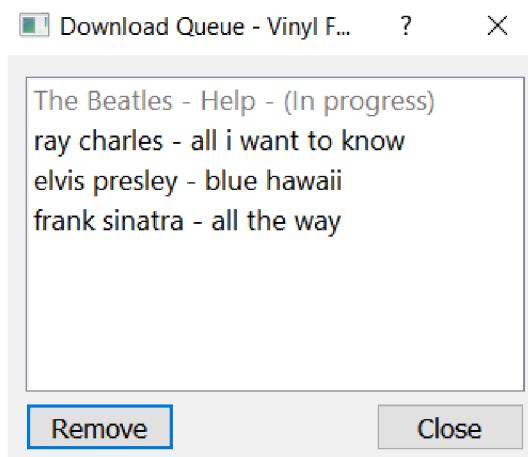 Download Queue - Vinyl F... ?
The Beatles - Help - (In progress)
ray charles - all i want to know
elvis presley - blue hawaii
frank sinatra - all the way
Remove Close